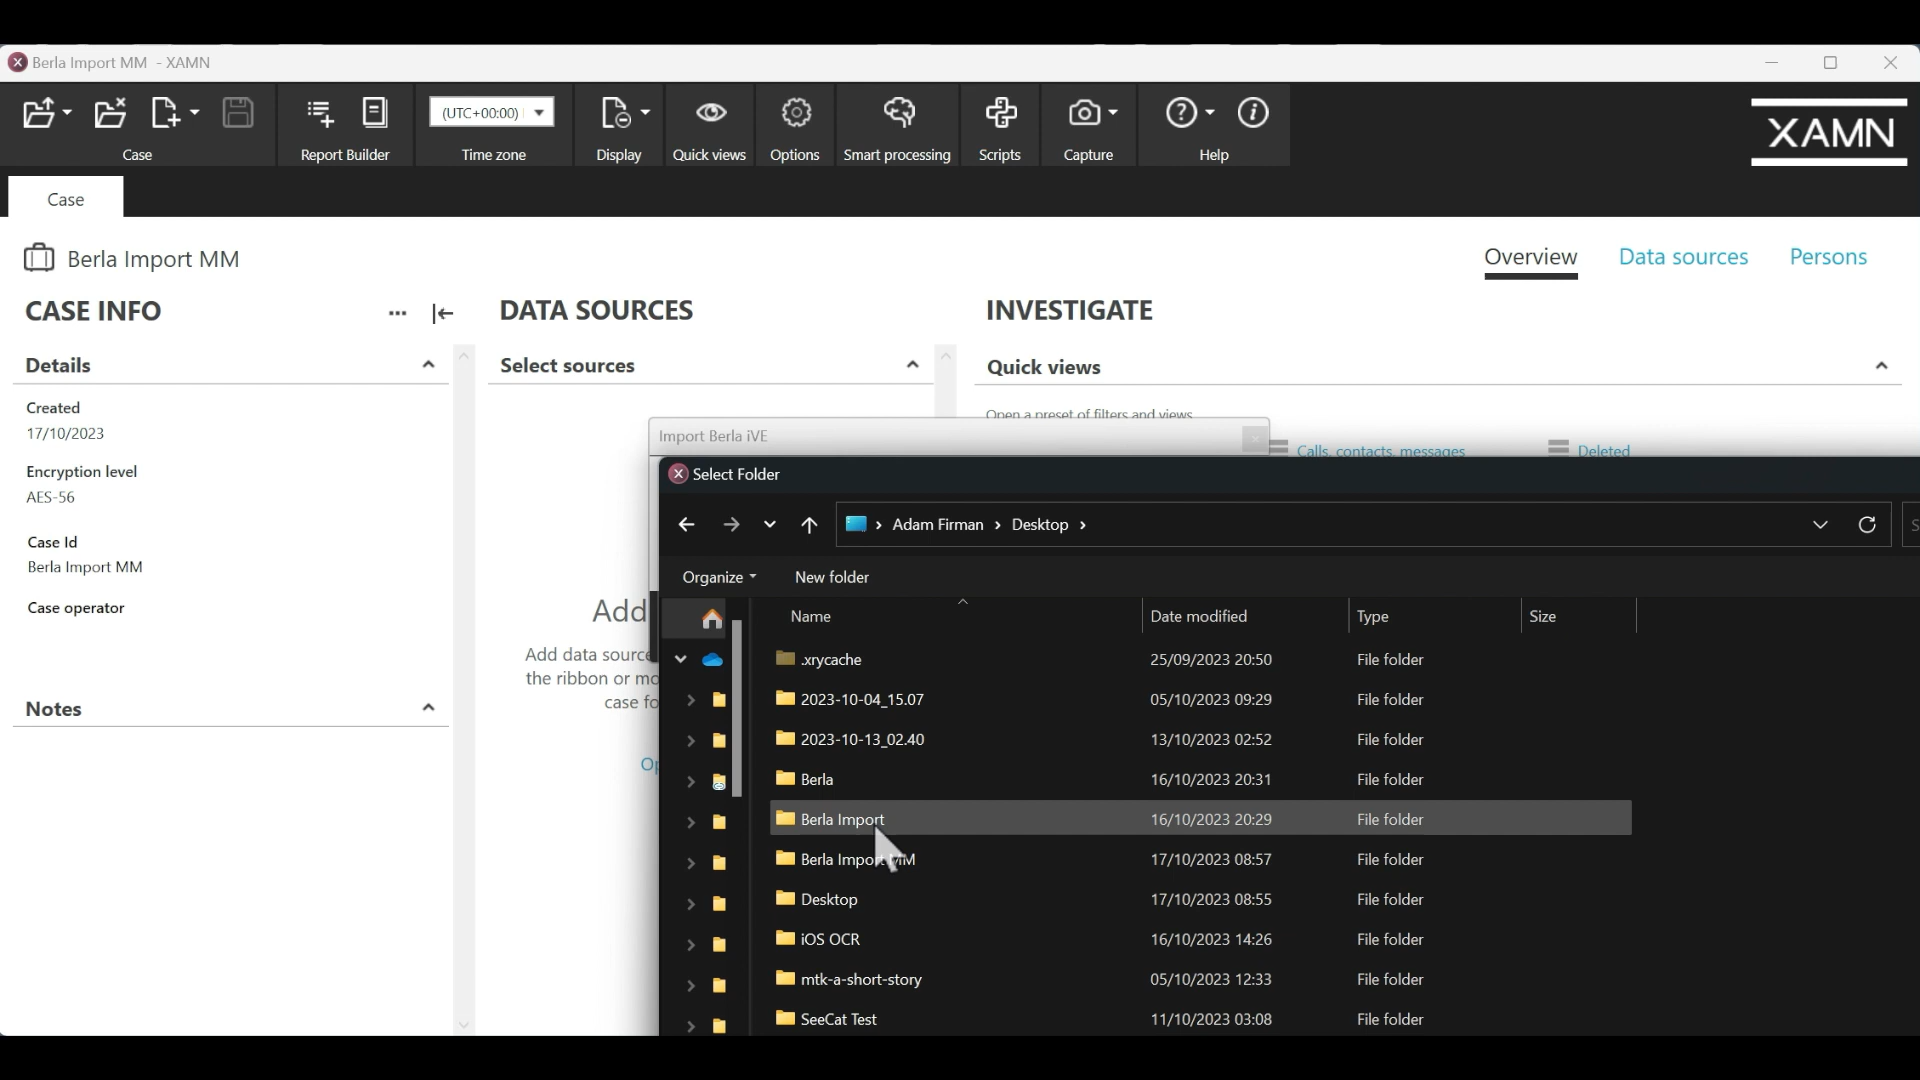 Berla Import MM - XAMN
(UTC+00:00)
Case
Report Builder
Time zone
Display
Quick views
Options
Smart processing
Scripts
Capture
Help
XAMN
Case
Berla Import MM
Overview
Data sources
Persons
CASE INFO
DATA SOURCES
INVESTIGATE
Details
Select sources
Quick views
Created
17/10/2023
Open a preset of filters and views
Import Berla iVE
Calls, contacts, messages
Deleted
Encryption level
AES-56
Select Folder
Case Id
Berla Import MM
Adam Firman > Desktop >
Case operator
Organize
New folder
Add
Name
Date modified
Type
Size
Add data source
the ribbon or mo
case fo
Op
.xrycache 25/09/2023 20:50 File folder
2023-10-04_15.07 05/10/2023 09:29 File folder
2023-10-13_02.40 13/10/2023 02:52 File folder
Berla 16/10/2023 20:31 File folder
Berla Import 16/10/2023 20:29 File folder
Berla Import MM 17/10/2023 08:57 File folder
Desktop 17/10/2023 08:55 File folder
iOS OCR 16/10/2023 14:26 File folder
mtk-a-short-story 05/10/2023 12:33 File folder
SeeCat Test 11/10/2023 03:08 File folder
Notes